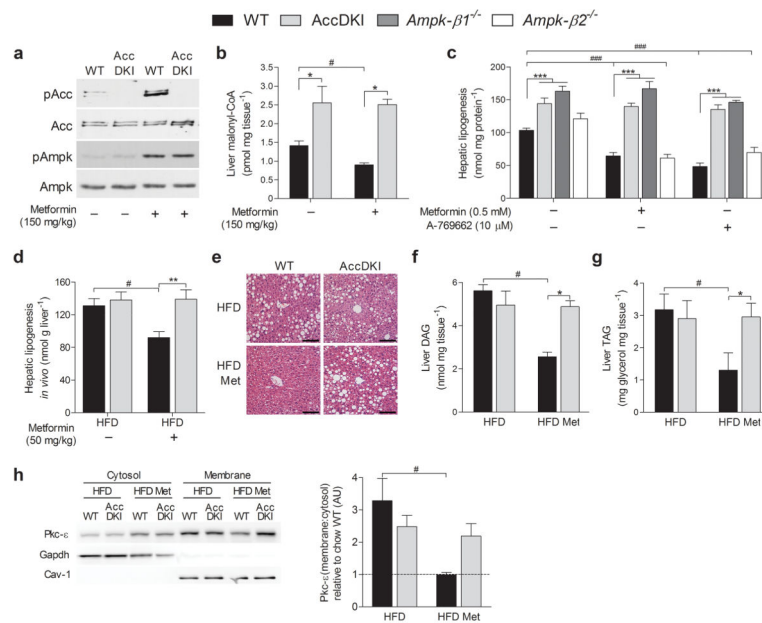 WT AccDKI Ampk-β1-/- Ampk-β2-/-
a
WT
Acc DKI
WT
Acc DKI
pAcc
Acc
pAmpk
Ampk
Metformin
(150 mg/kg)
– – + +
b
Liver malonyl-CoA
(pmol mg tissue-1)
3.5
3.0
2.5
2.0
1.5
1.0
0.5
0
#
*
*
Metformin
(150 mg/kg)
– +
c
Hepatic lipogenesis
(nmol mg protein-1)
200
150
100
50
0
###
###
***
***
***
Metformin (0.5 mM) – + –
A-769662 (10 μM) – – +
d
Hepatic lipogenesis
in vivo (nmol g liver-1)
160
120
80
40
0
#
**
HFD HFD
Metformin
(50 mg/kg)
– +
e
WT AccDKI
HFD
HFD
Met
f
Liver DAG
(nmol mg tissue-1)
6
4
2
0
#
*
HFD HFD Met
g
Liver TAG
(mg glycerol mg tissue-1)
4
3
2
1
0
#
*
HFD HFD Met
h
Cytosol Membrane
HFD HFD Met HFD HFD Met
WT
Acc DKI
WT
Acc DKI
WT
Acc DKI
WT
Acc DKI
Pkc-ε
Gapdh
Cav-1
Pkc-ε(membrane:cytosol)
relative to chow WT (AU)
4
3
2
1
0
#
HFD HFD Met